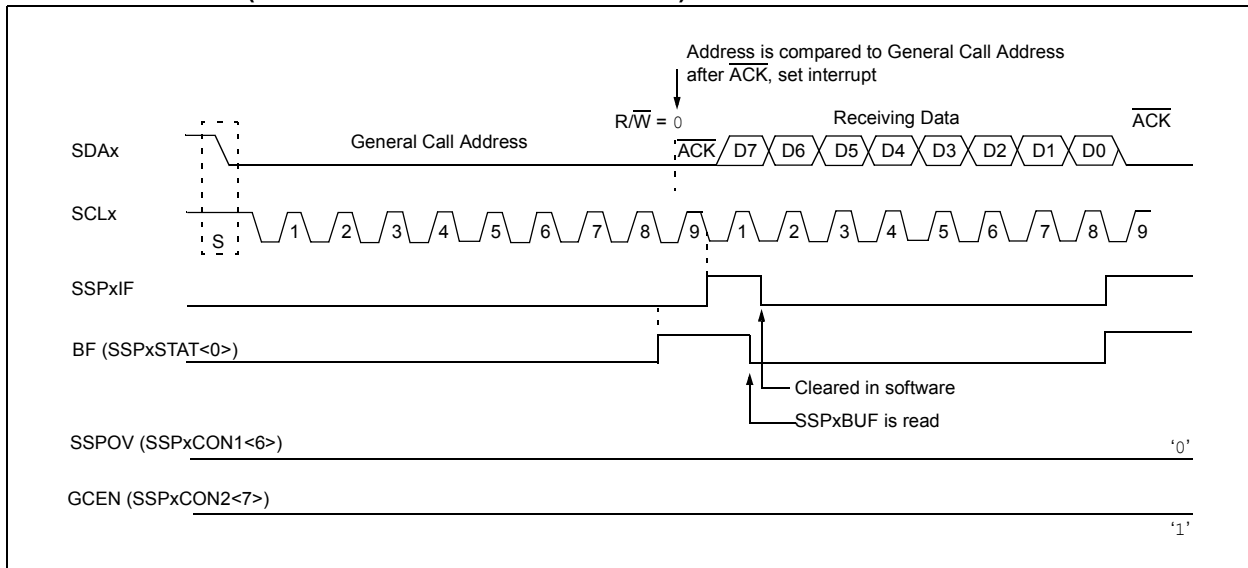 Address is compared to General Call Address
after ACK, set interrupt
R/W = 0
Receiving Data
ACK
SDAx
General Call Address
ACK D7 D6 D5 D4 D3 D2 D1 D0
SCLx
S 1 2 3 4 5 6 7 8 9 1 2 3 4 5 6 7 8 9
SSPxIF
BF (SSPxSTAT<0>)
Cleared in software
SSPxBUF is read
SSPOV (SSPxCON1<6>)
‘0’
GCEN (SSPxCON2<7>)
‘1’